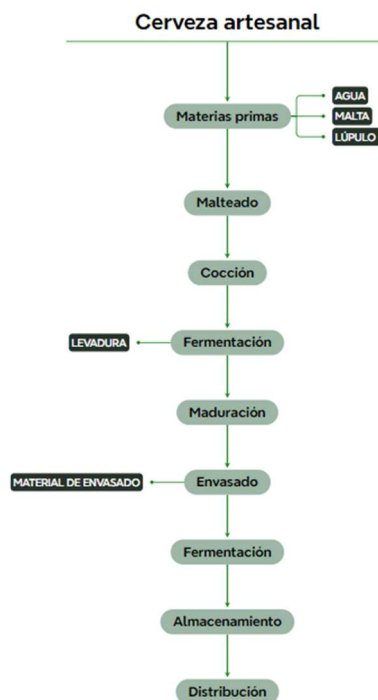 Cerveza artesanal
Materias primas
AGUA
MALTA
LÚPULO
Malteado
Cocción
LEVADURA
Fermentación
Maduración
MATERIAL DE ENVASADO
Envasado
Fermentación
Almacenamiento
Distribución